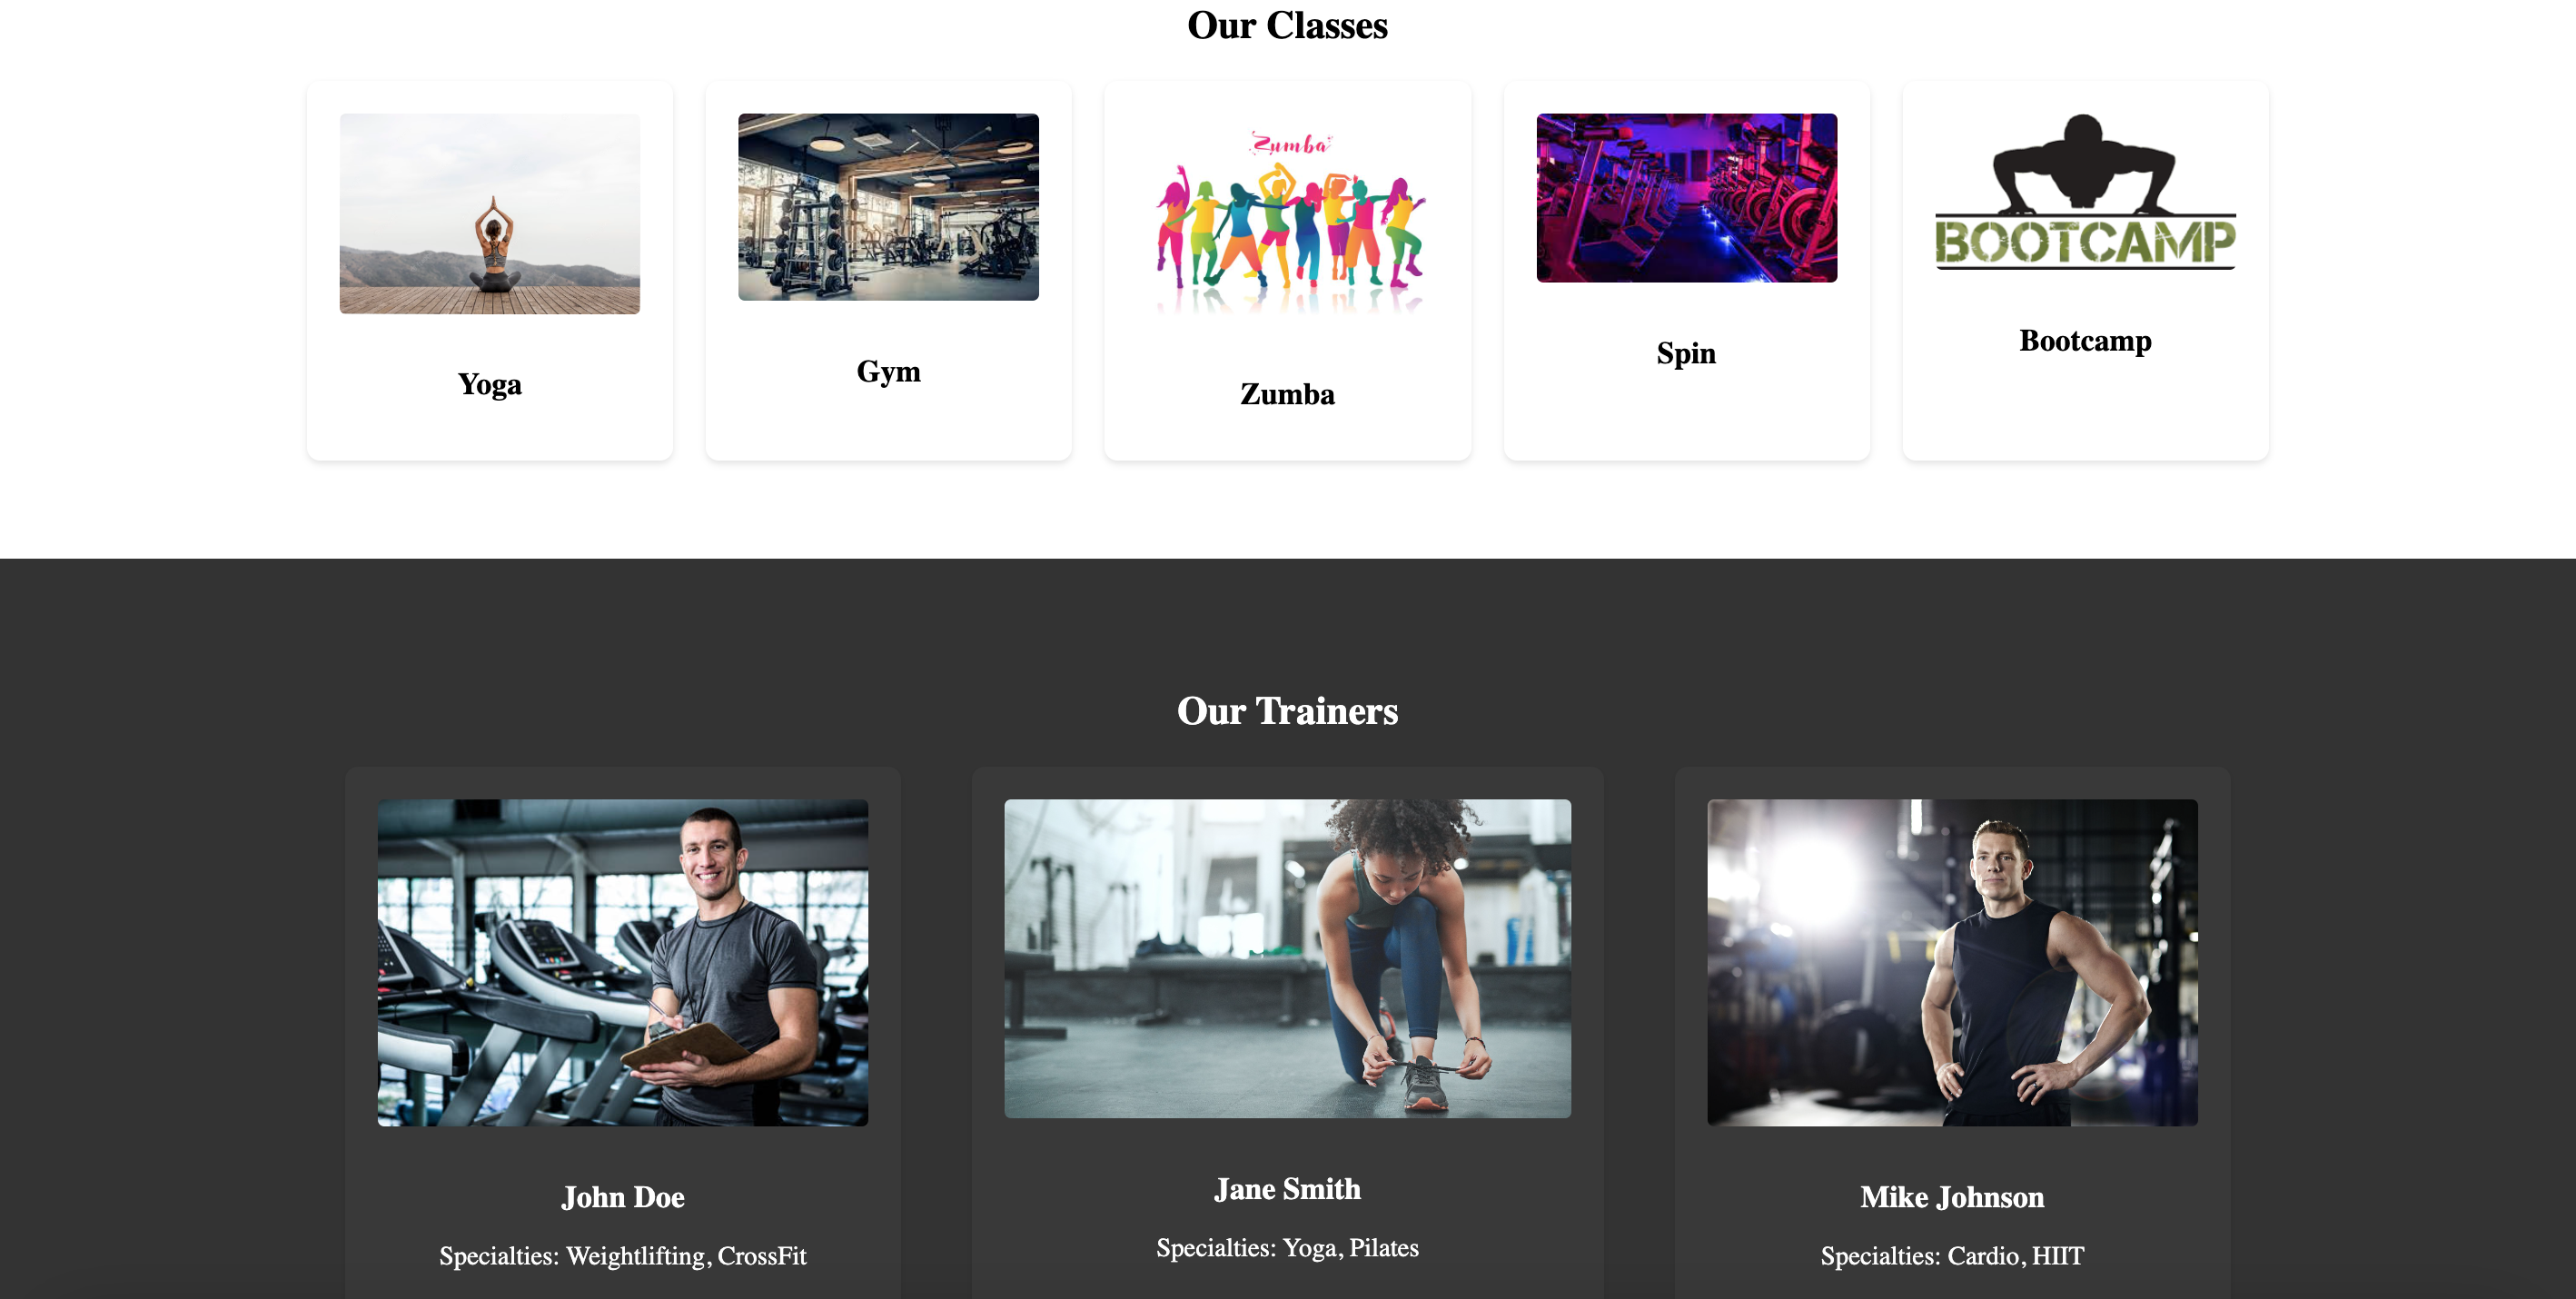 Our Classes
Zumba
BOOTCAMP
Yoga
Gym
Zumba
Spin
Bootcamp
Our Trainers
John Doe
Specialties: Weightlifting, CrossFit
Jane Smith
Specialties: Yoga, Pilates
Mike Johnson
Specialties: Cardio, HIIT